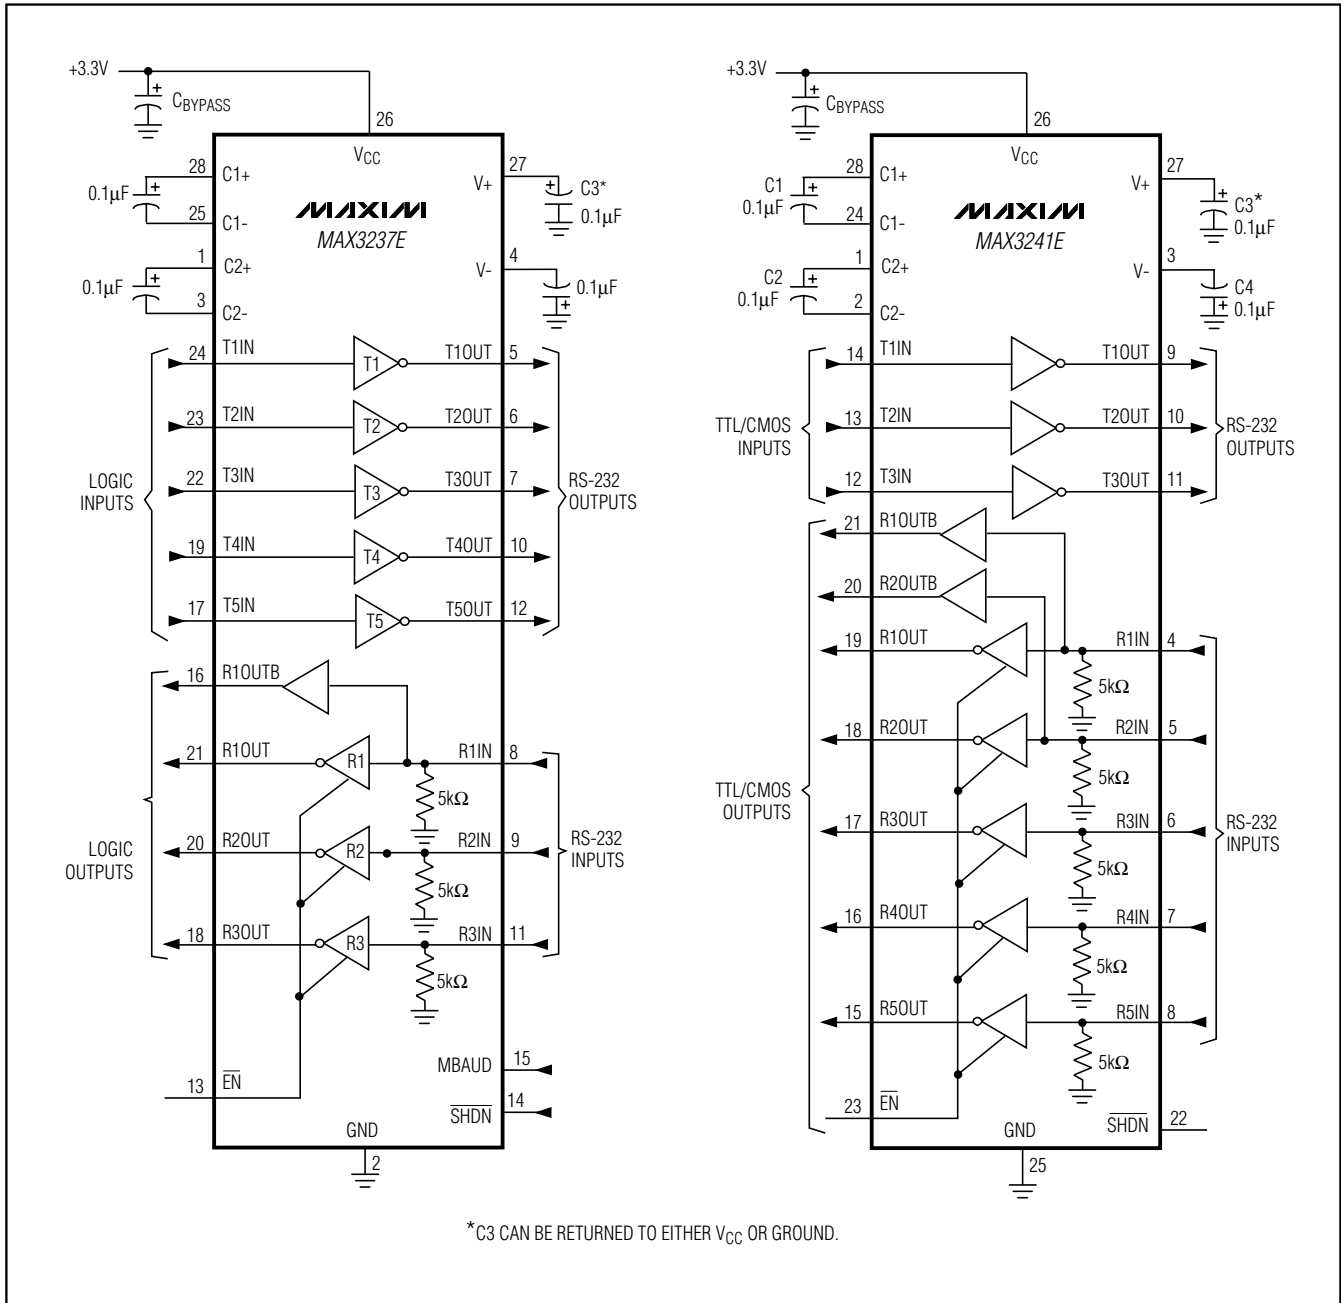 +3.3V
CBYPASS
26
VCC
28
C1+
0.1µF
25
C1-
1
C2+
0.1µF
3
C2-
27
V+
C3*
0.1µF
4
V-
0.1µF
MAXIM
MAX3237E
24 T1IN T1 T1OUT 5
23 T2IN T2 T2OUT 6
22 T3IN T3 T3OUT 7
19 T4IN T4 T4OUT 10
17 T5IN T5 T5OUT 12
LOGIC
INPUTS
RS-232
OUTPUTS
16 R1OUTB
21 R1OUT R1 R1IN 8
5kΩ
20 R2OUT R2 R2IN 9
5kΩ
18 R3OUT R3 R3IN 11
5kΩ
LOGIC
OUTPUTS
RS-232
INPUTS
MBAUD 15
13 EN
SHDN 14
GND
2
+3.3V
CBYPASS
26
VCC
28
C1+
C1
0.1µF
24
C1-
1
C2+
C2
0.1µF
2
C2-
27
V+
C3*
0.1µF
3
V-
C4
0.1µF
MAXIM
MAX3241E
14 T1IN T1OUT 9
13 T2IN T2OUT 10
12 T3IN T3OUT 11
TTL/CMOS
INPUTS
RS-232
OUTPUTS
21 R1OUTB
20 R2OUTB
19 R1OUT R1IN 4
5kΩ
18 R2OUT R2IN 5
5kΩ
17 R3OUT R3IN 6
5kΩ
16 R4OUT R4IN 7
5kΩ
15 R5OUT R5IN 8
5kΩ
TTL/CMOS
OUTPUTS
RS-232
INPUTS
23 EN
SHDN 22
GND
25
*C3 CAN BE RETURNED TO EITHER VCC OR GROUND.